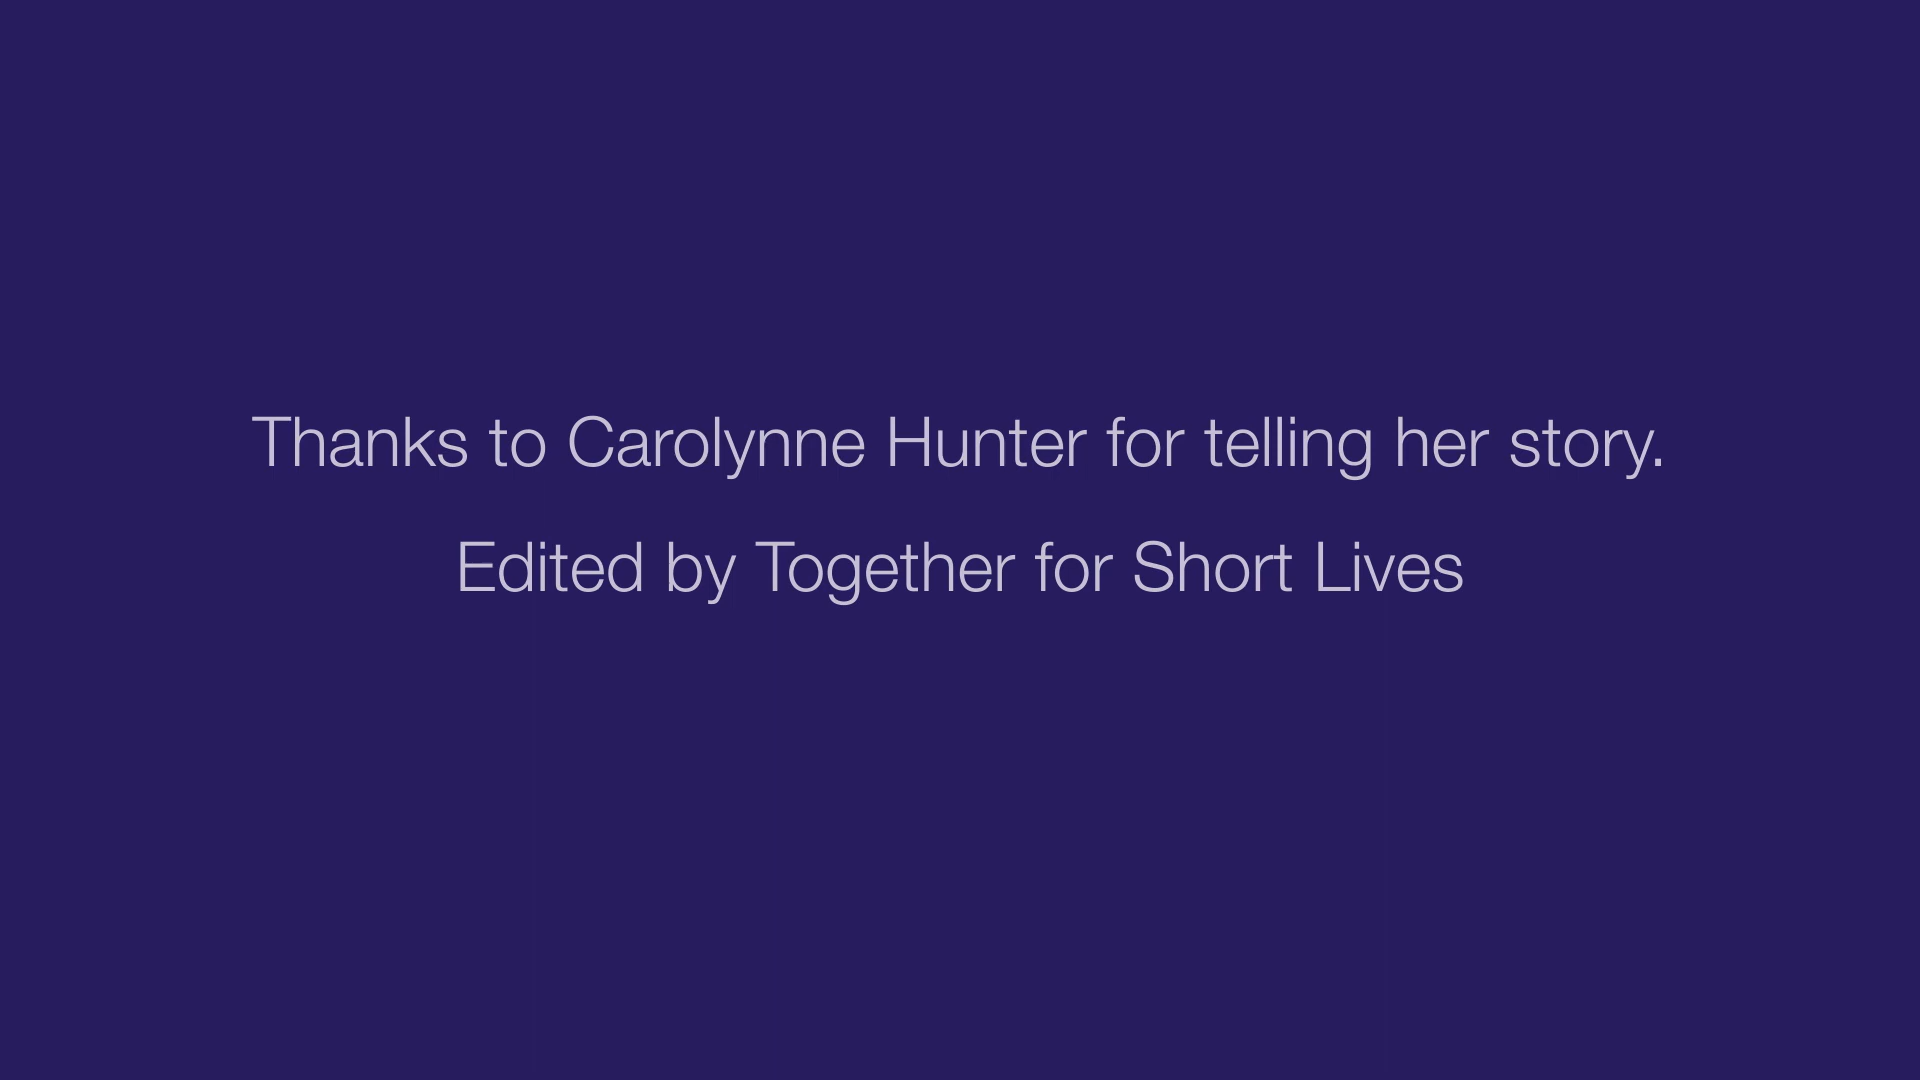 Thanks to Carolynne Hunter for telling her story.
Edited by Together for Short Lives